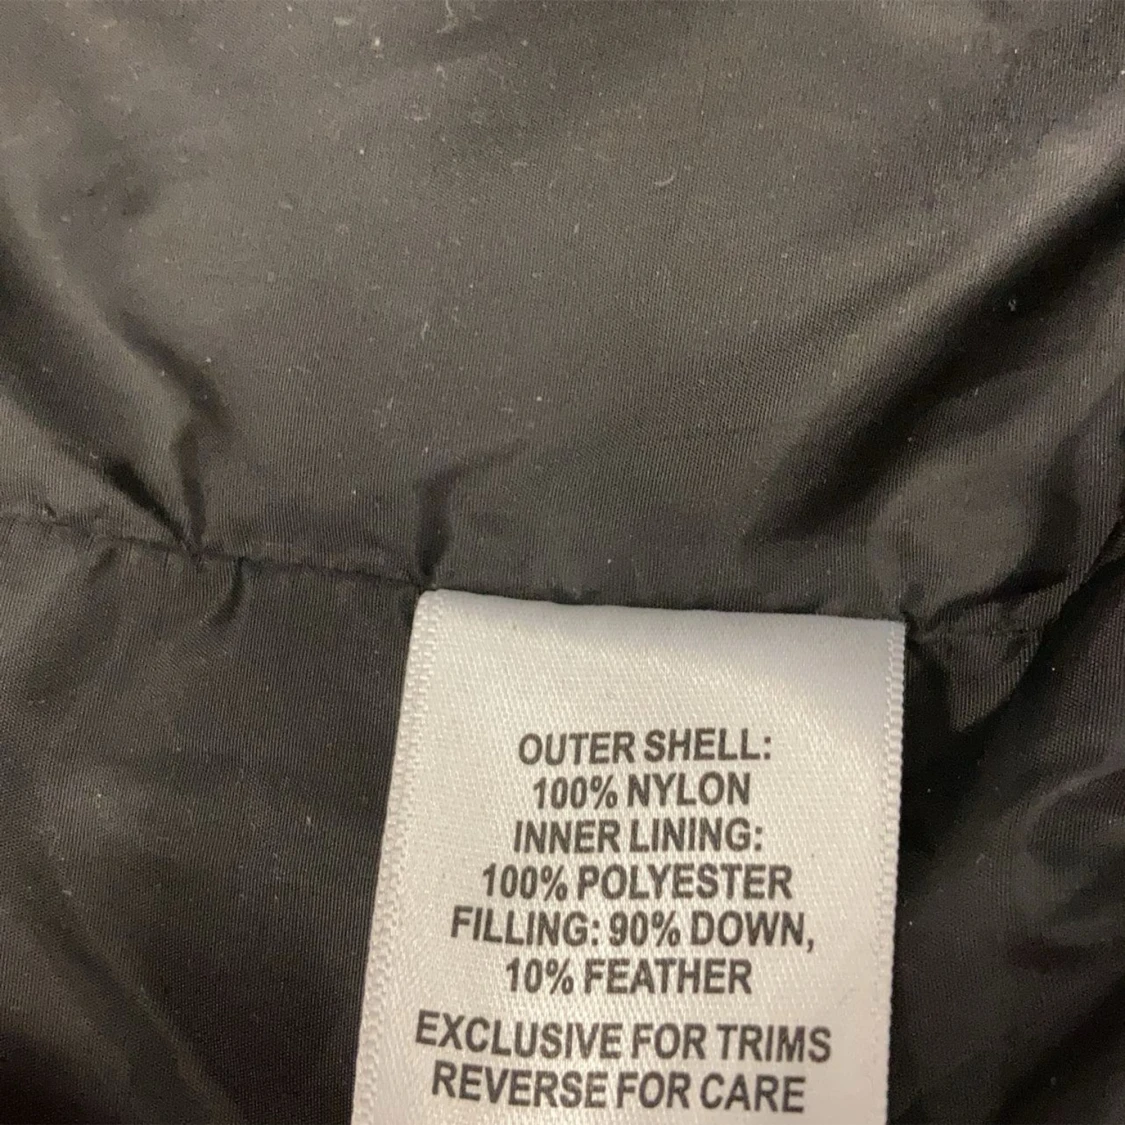 OUTER SHELL:
100% NYLON
INNER LINING:
100% POLYESTER
FILLING: 90% DOWN,
10% FEATHER
EXCLUSIVE FOR TRIMS
REVERSE FOR CARE